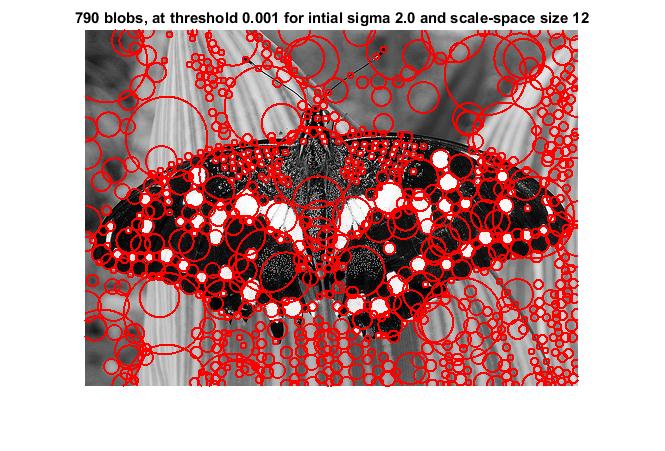 790 blobs, at threshold 0.001 for intial sigma 2.0 and scale-space size 12